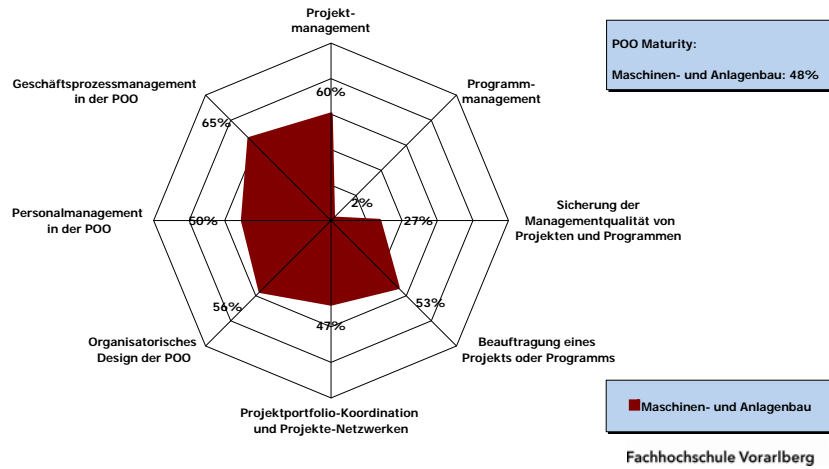 Projekt-
management
Programm-
management
Sicherung der
Managementqualität von
Projekten und Programmen
Beauftragung eines
Projekts oder Programms
Projektportfolio-Koordination
und Projekte-Netzwerken
Organisatorisches
Design der POO
Personalmanagement
in der POO
Geschäftsprozessmanagement
in der POO
60%
2%
27%
53%
47%
56%
50%
65%
POO Maturity:
Maschinen- und Anlagenbau: 48%
Maschinen- und Anlagenbau
Fachhochschule Vorarlberg